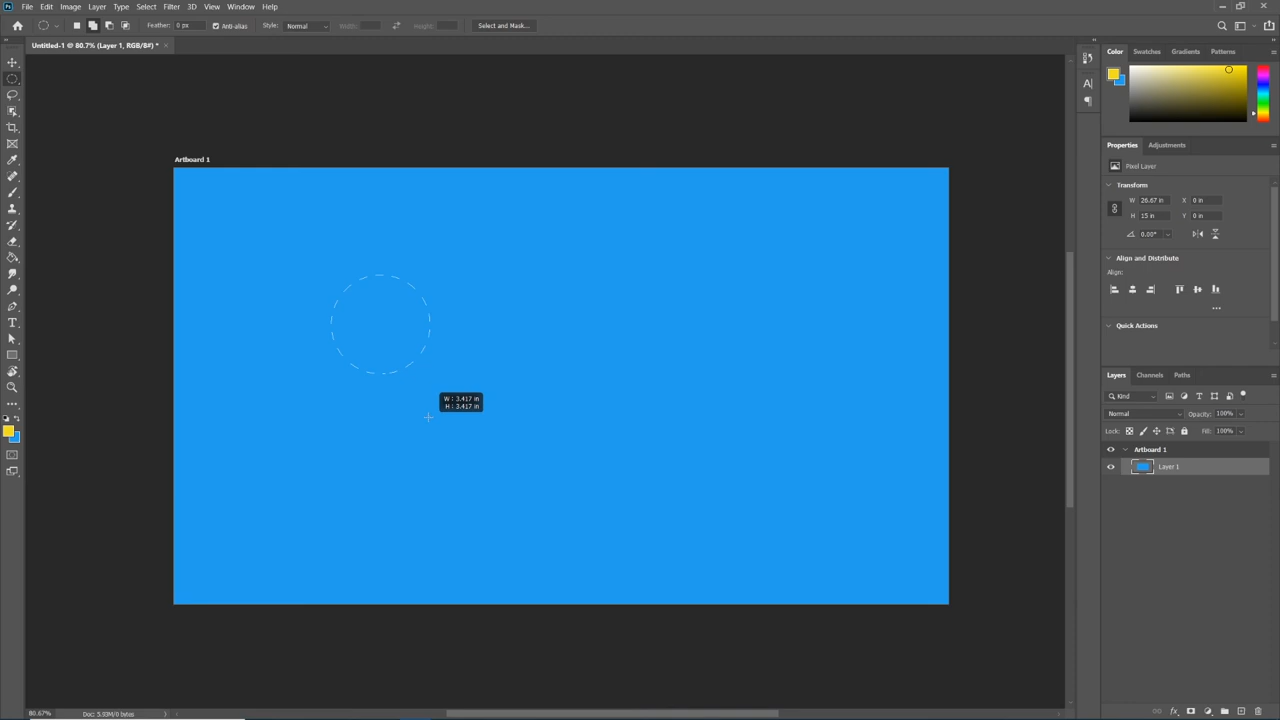 File Edit Image Layer Type Select Filter 3D View Window Help
Feather: 0 px Anti-alias Style: Normal Width: Height: Select and Mask...
Untitled-1 @ 80.7% (Layer 1, RGB/8#) * ×
Color Swatches Gradients Patterns
Properties Adjustments
Artboard 1
Pixel Layer
Transform
W 26.67 in X 0 in
H 15 in Y 0 in
0.00°
Align and Distribute
Align:
Quick Actions
Layers Channels Paths
Kind
W : 3.417 in
H : 3.417 in
Normal Opacity: 100%
Lock: Fill: 100%
Artboard 1
Layer 1
80.67% Doc: 5.93M/0 bytes